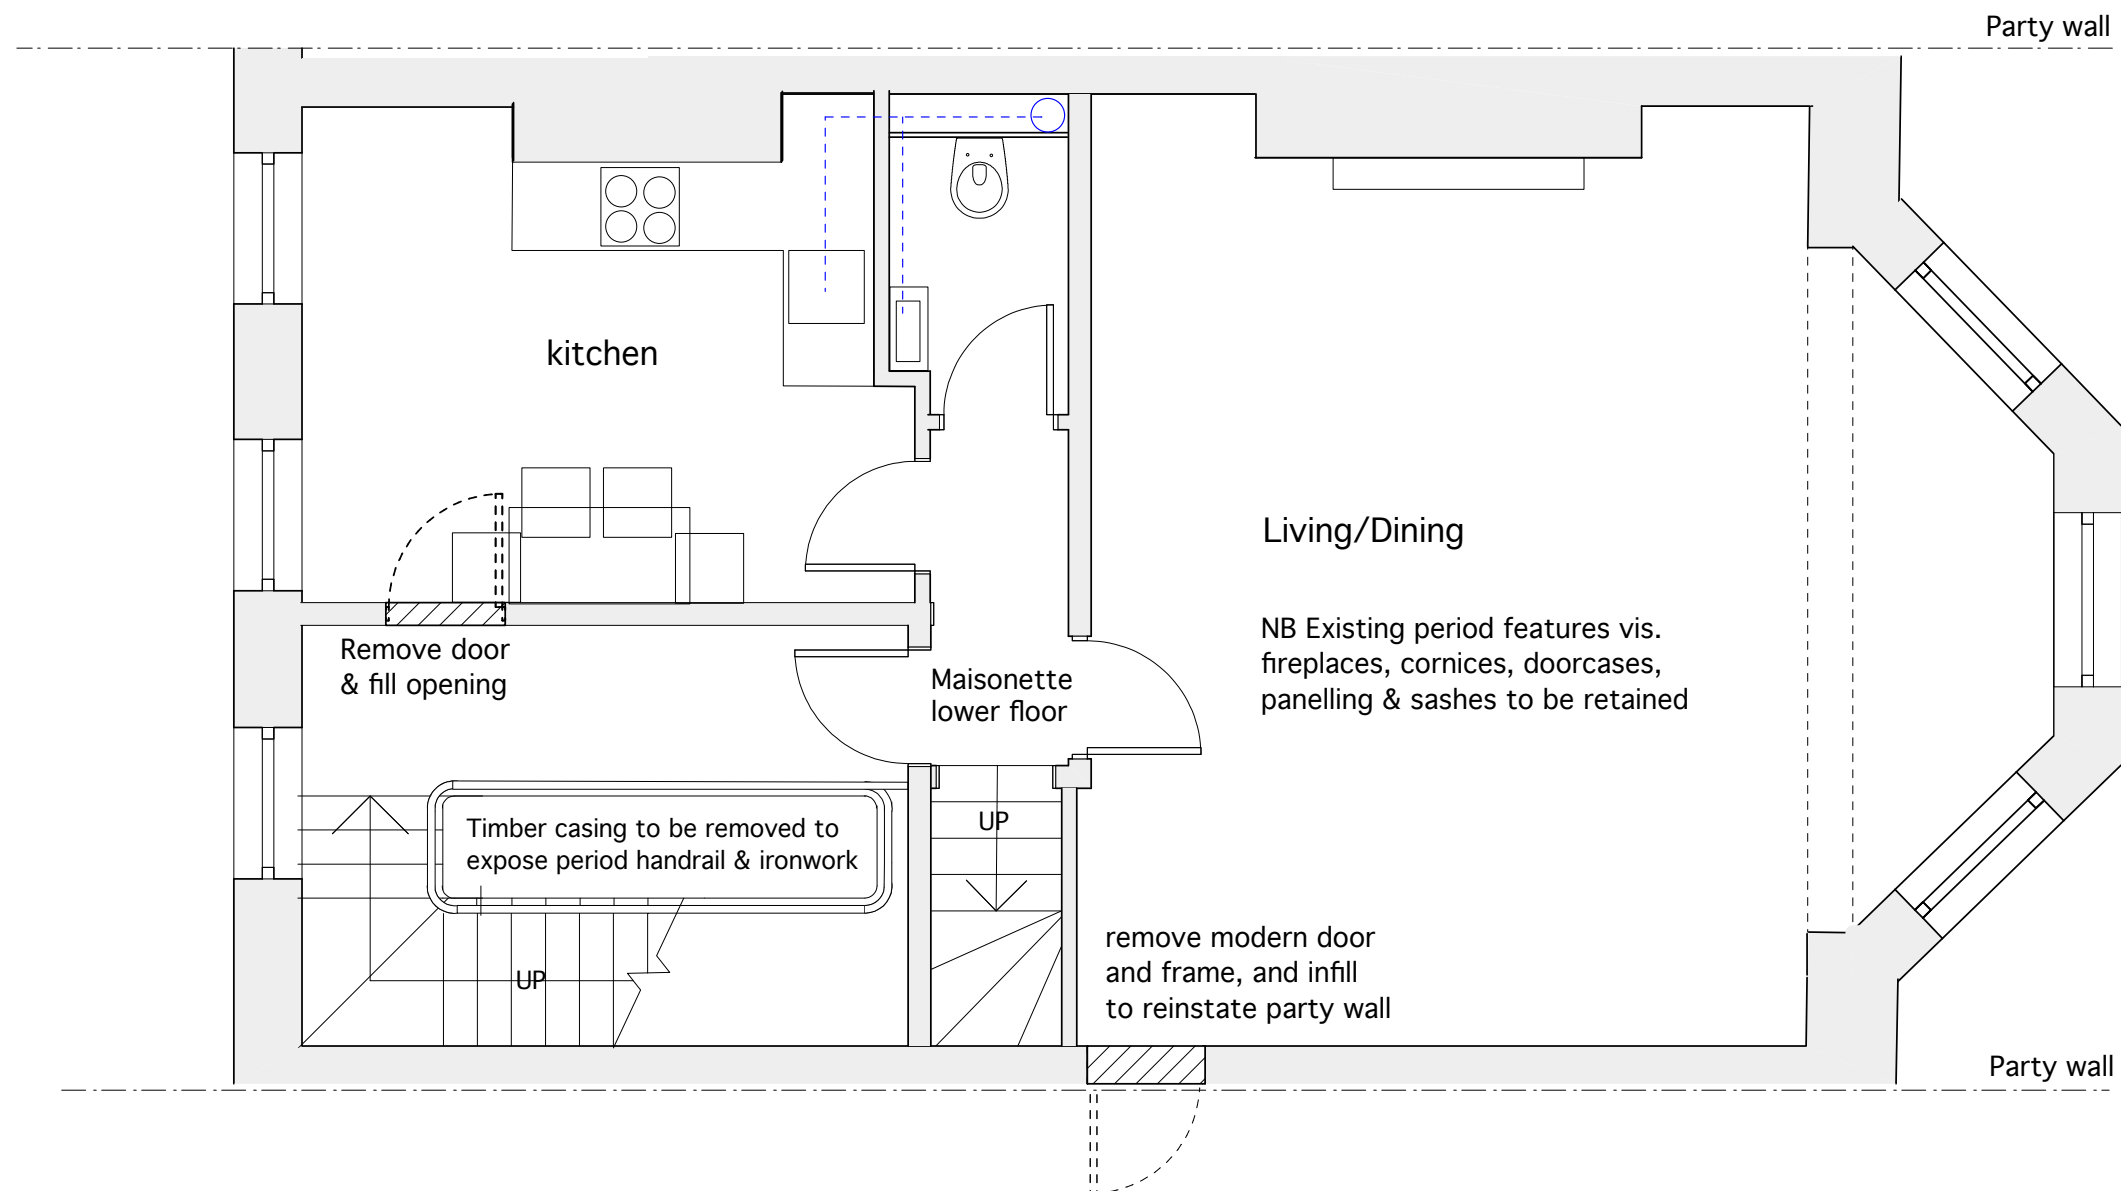 Party wall
kitchen
Living/Dining
NB Existing period features vis.
fireplaces, cornices, doorcases,
panelling & sashes to be retained
Remove door
& fill opening
Maisonette
lower floor
Timber casing to be removed to
expose period handrail & ironwork
UP
UP
remove modern door
and frame, and infill
to reinstate party wall
Party wall